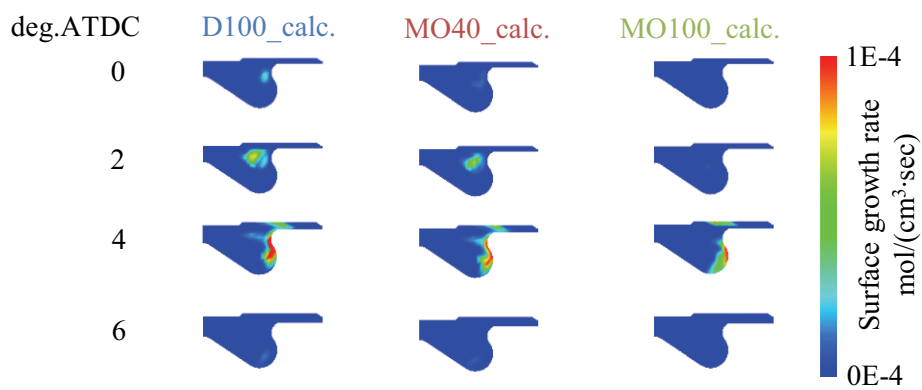 deg.ATDC D100_calc. MO40_calc. MO100_calc.
0
2
4
6
1E-4
Surface growth rate
mol/(cm³·sec)
0E-4